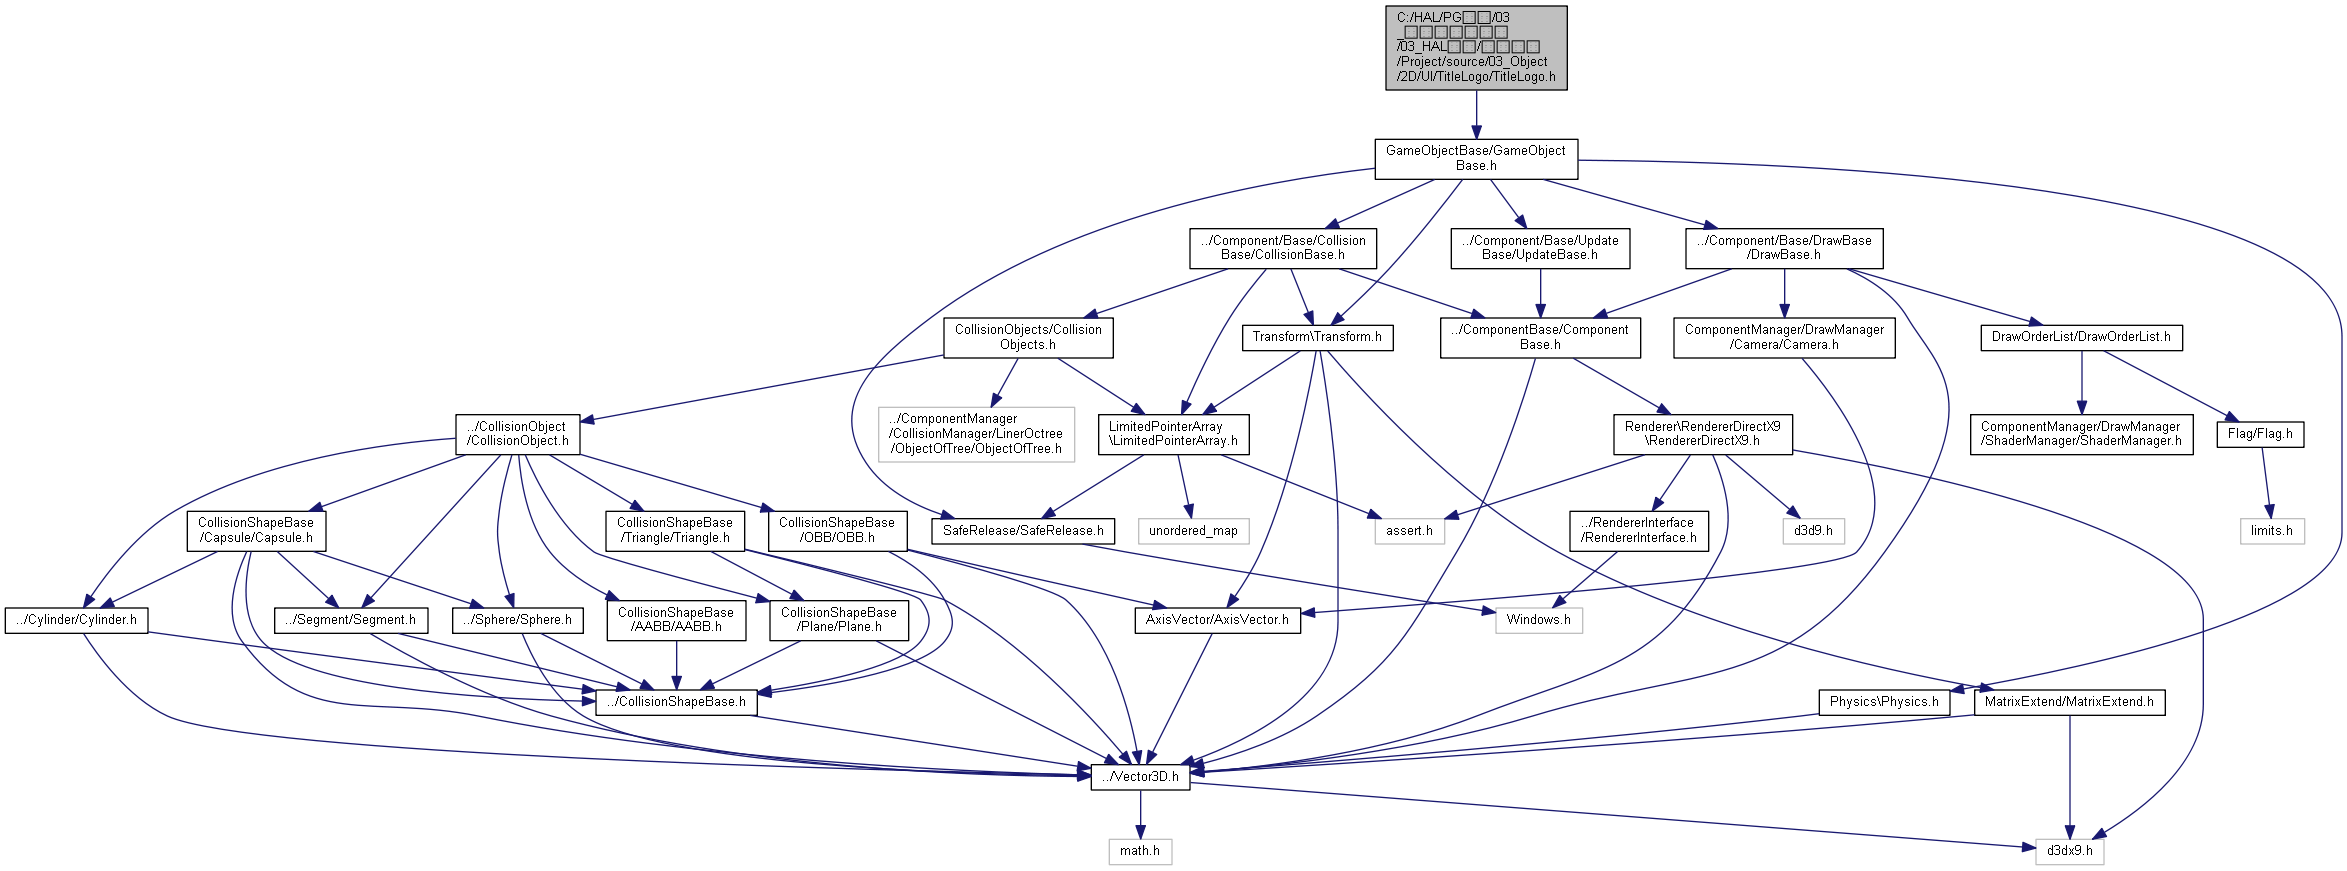 C:/HAL/PG□□/03
_□□□□□□□
/03_HAL□□/□□□□
/Project/source/03_Object
/2D/UI/TitleLogo/TitleLogo.h
GameObjectBase/GameObject
Base.h
../Component/Base/Collision
Base/CollisionBase.h
../Component/Base/Update
Base/UpdateBase.h
../Component/Base/DrawBase
/DrawBase.h
CollisionObjects/Collision
Objects.h
Transform\Transform.h
../ComponentBase/Component
Base.h
ComponentManager/DrawManager
/Camera/Camera.h
DrawOrderList/DrawOrderList.h
../CollisionObject
/CollisionObject.h
../ComponentManager
/CollisionManager/LinerOctree
/ObjectOfTree/ObjectOfTree.h
LimitedPointerArray
\LimitedPointerArray.h
Renderer\RendererDirectX9
\RendererDirectX9.h
ComponentManager/DrawManager
/ShaderManager/ShaderManager.h
Flag/Flag.h
CollisionShapeBase
/Capsule/Capsule.h
CollisionShapeBase
/Triangle/Triangle.h
CollisionShapeBase
/OBB/OBB.h
SafeRelease/SafeRelease.h
unordered_map
assert.h
../RendererInterface
/RendererInterface.h
d3d9.h
limits.h
../Cylinder/Cylinder.h
../Segment/Segment.h
../Sphere/Sphere.h
CollisionShapeBase
/AABB/AABB.h
CollisionShapeBase
/Plane/Plane.h
AxisVector/AxisVector.h
Windows.h
../CollisionShapeBase.h
Physics\Physics.h
MatrixExtend/MatrixExtend.h
../Vector3D.h
math.h
d3dx9.h